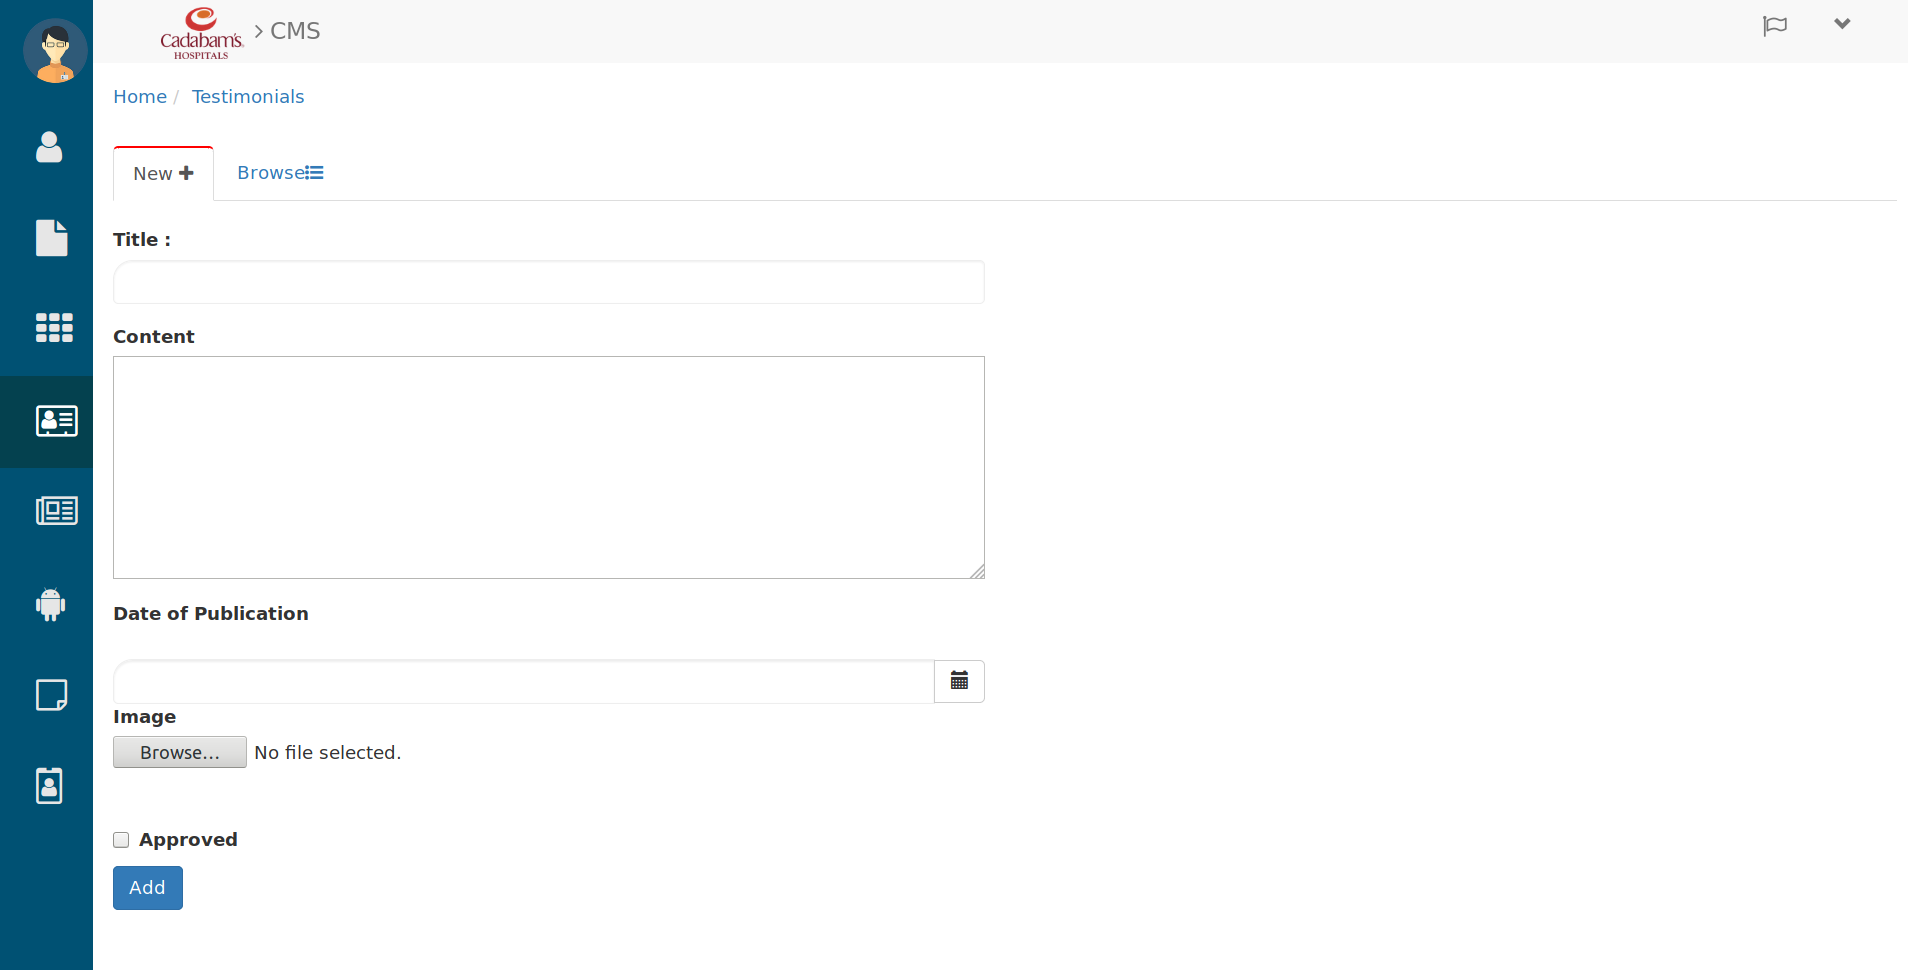 Cadabam's
HOSPITALS
> CMS
Home / Testimonials
New
Browse
Title :
Content
Date of Publication
Image
Browse...
No file selected.
Approved
Add